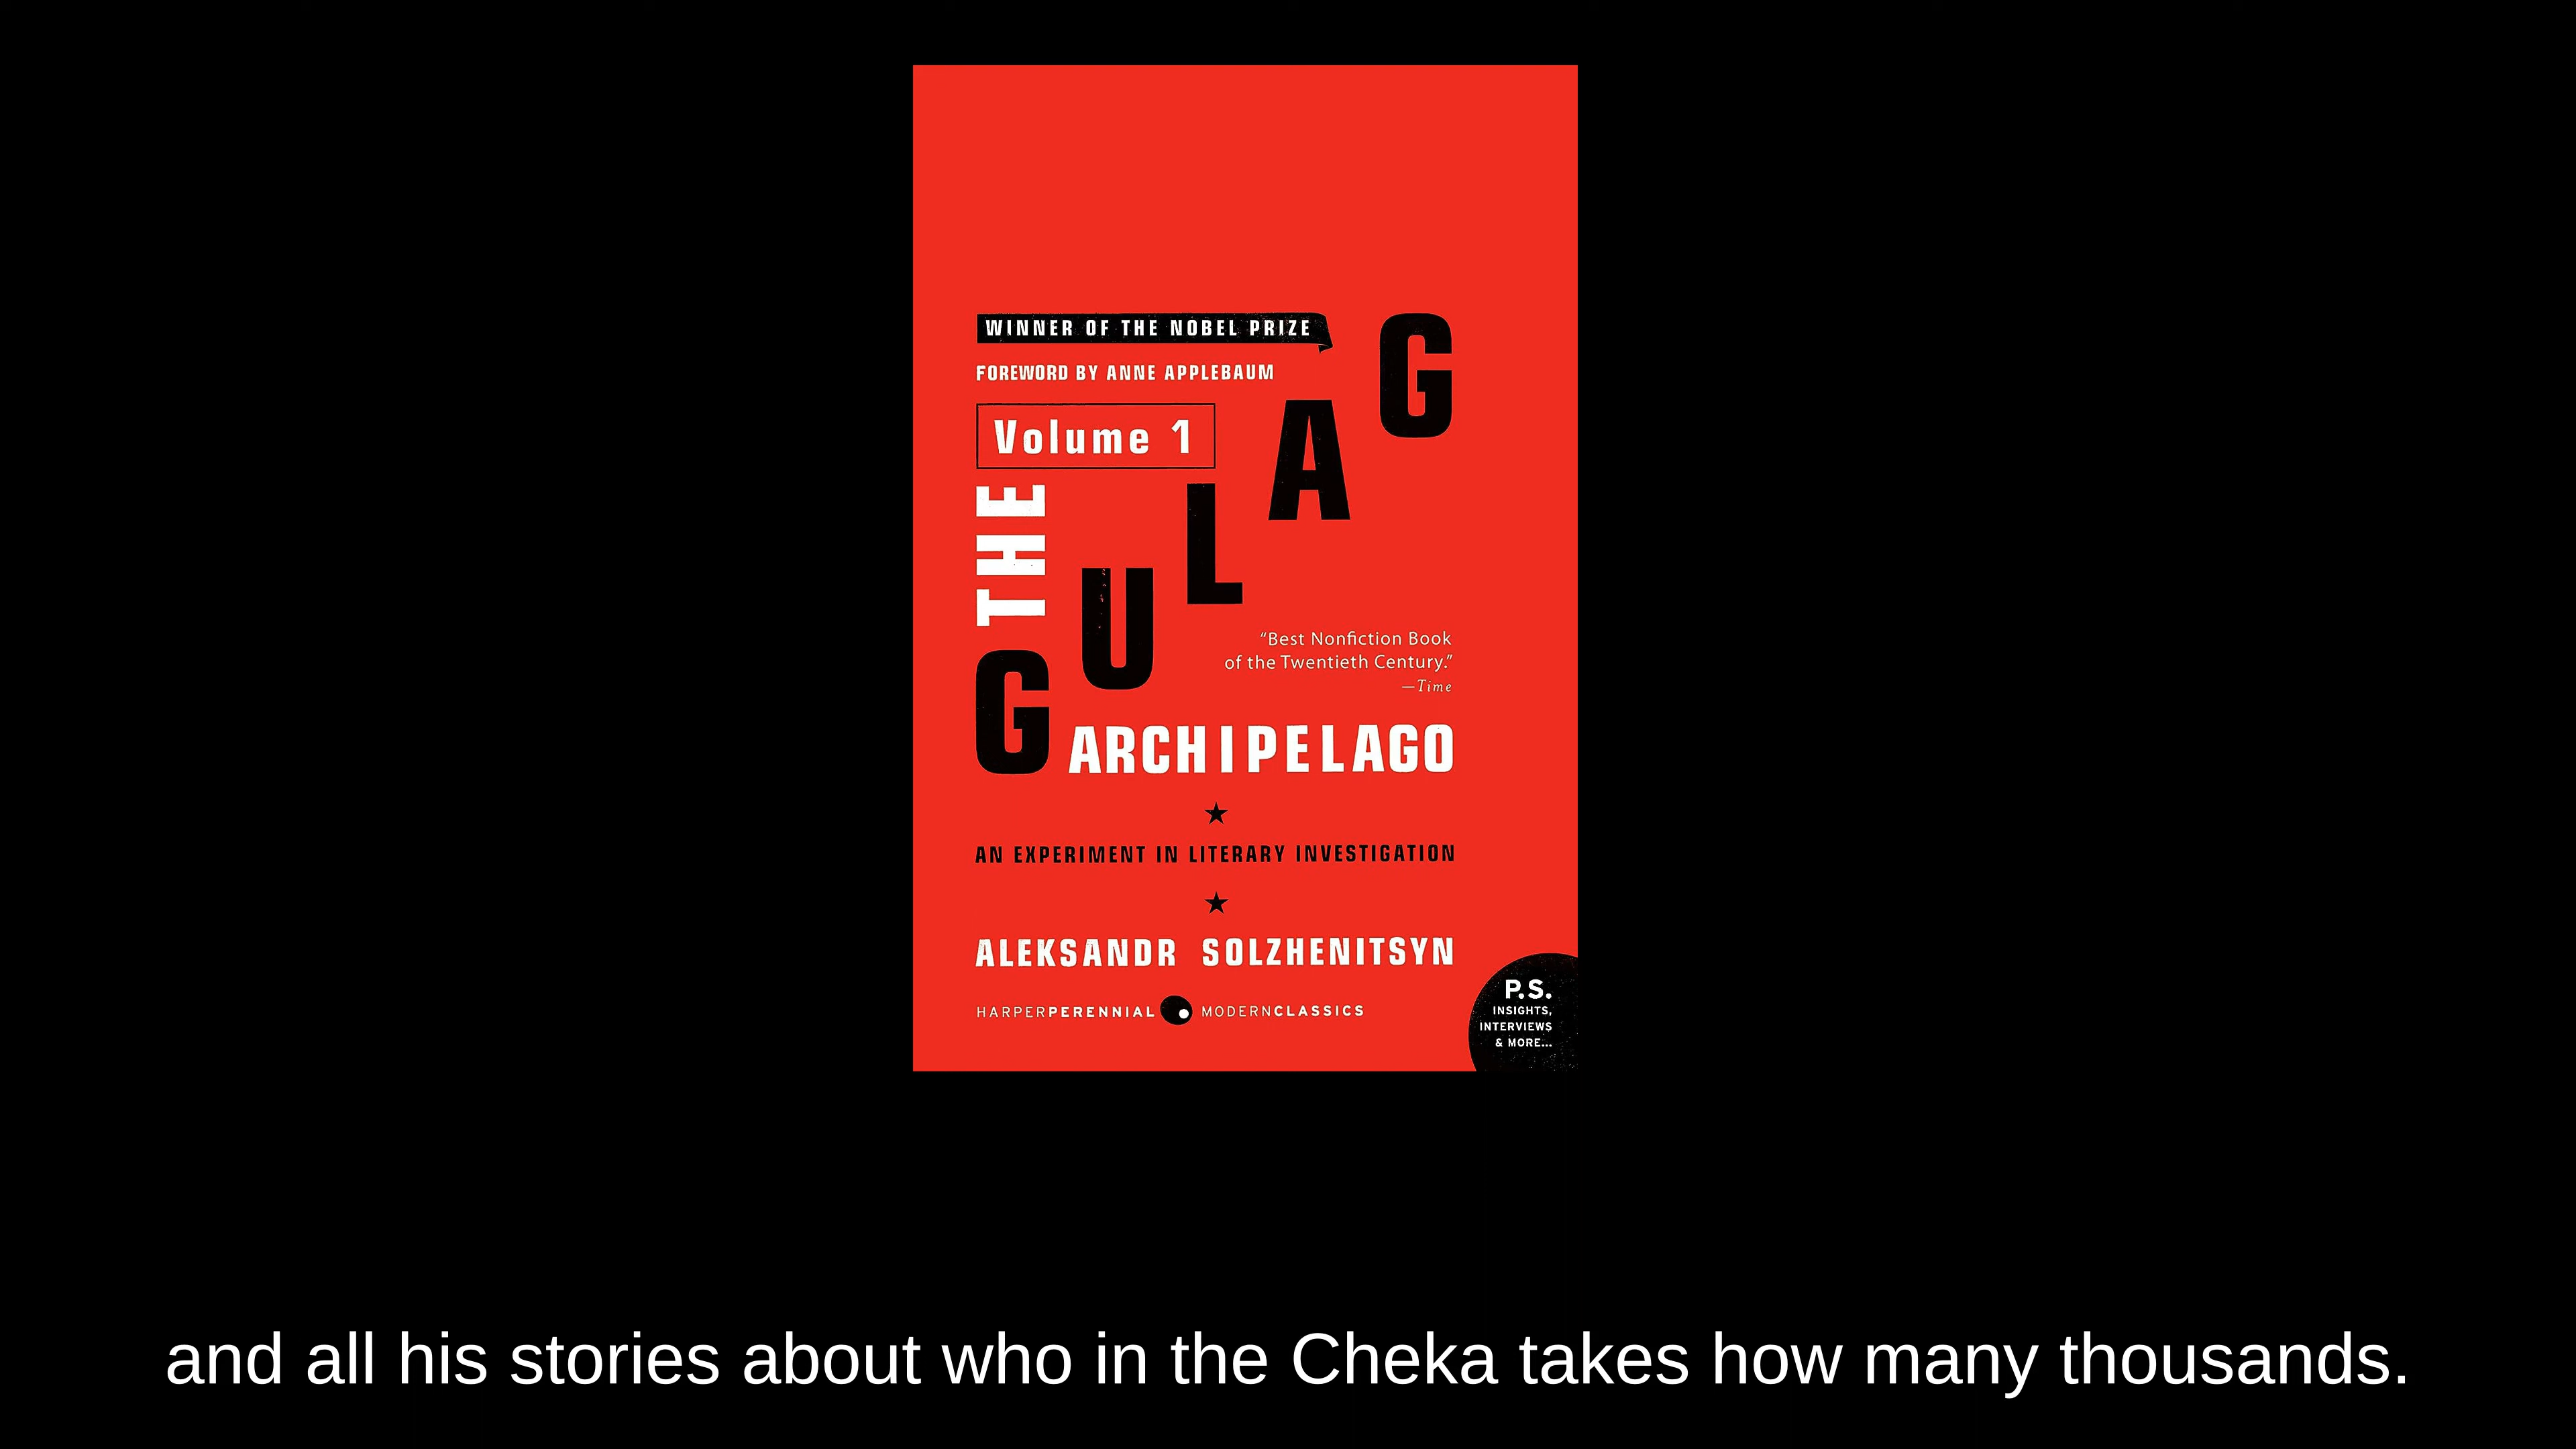 WINNER OF THE NOBEL PRIZE
FOREWORD BY ANNE APPLEBAUM
Volume 1
THE
GULAG
"Best Nonfiction Book
of the Twentieth Century."
—Time
ARCHIPELAGO
AN EXPERIMENT IN LITERARY INVESTIGATION
ALEKSANDR SOLZHENITSYN
HARPERPERENNIAL MODERNCLASSICS
P.S.
INSIGHTS,
INTERVIEWS
& MORE...
and all his stories about who in the Cheka takes how many thousands.